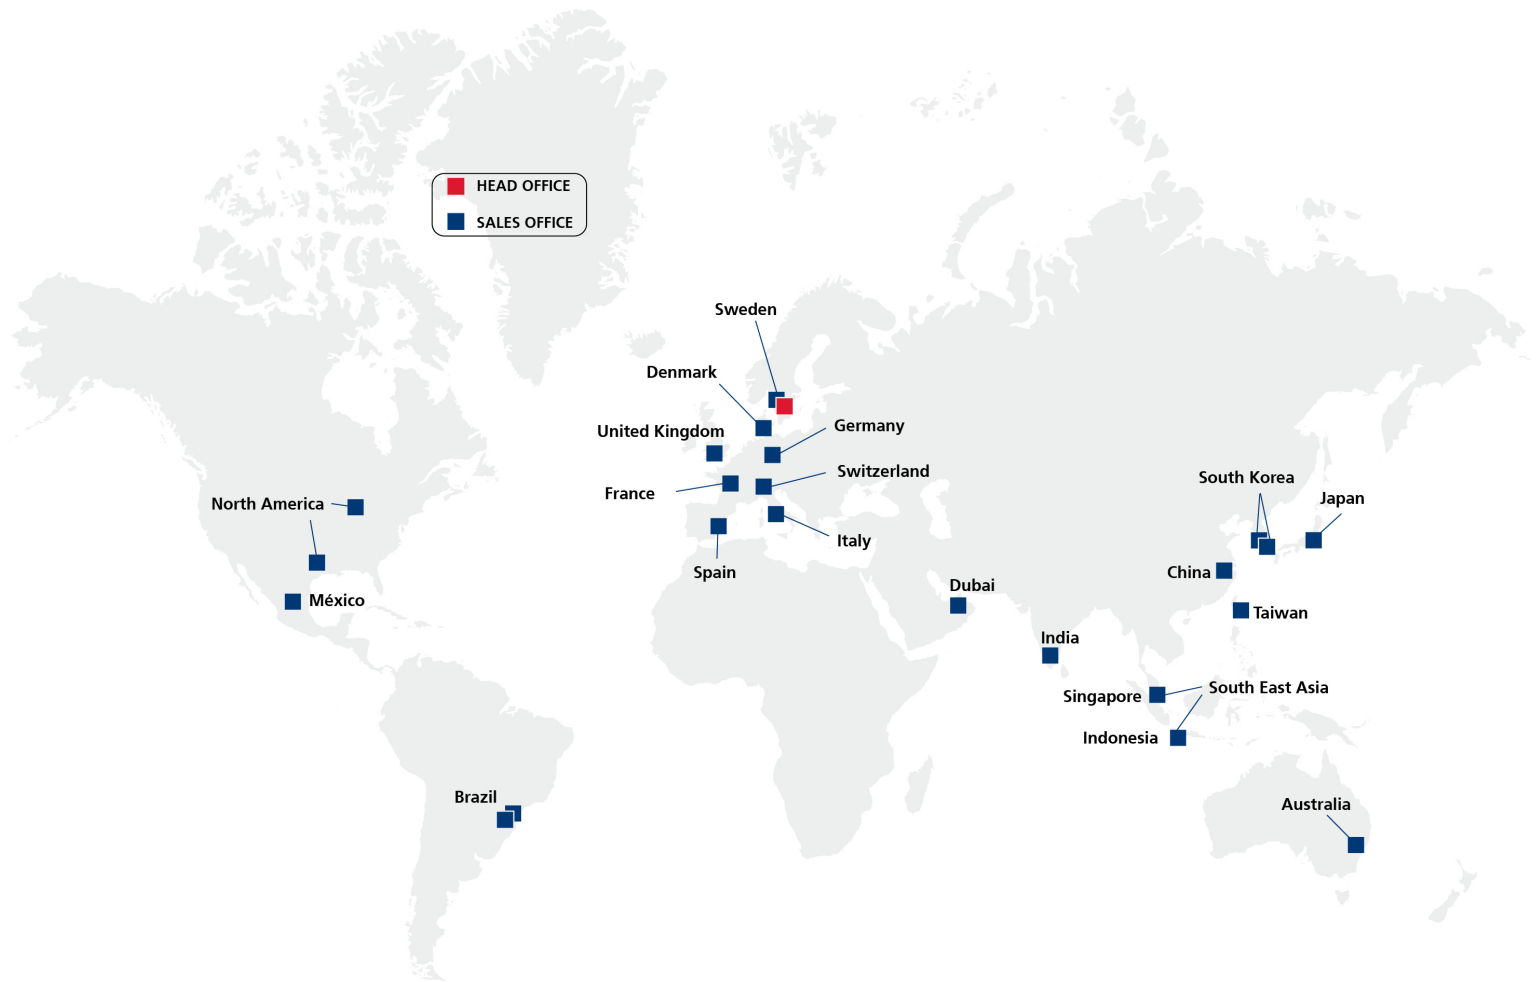 HEAD OFFICE
SALES OFFICE
Sweden
Denmark
Germany
United Kingdom
Switzerland
South Korea
France
Japan
North America
Italy
Spain
China
Dubai
México
Taiwan
India
South East Asia
Singapore
Indonesia
Brazil
Australia